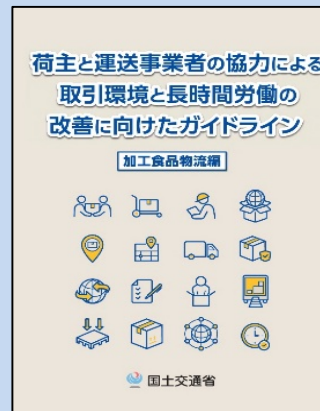 荷主と運送事業者の協力による
取引環境と長時間労働の
改善に向けたガイドライン
加工食品物流編
国土交通省